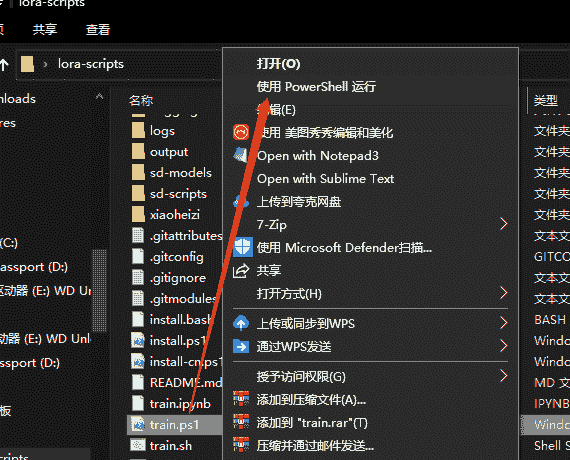 lora-scripts
共享
查看
lora-scripts
名称
类型
logs
output
sd-models
sd-scripts
xiaoheizi
.gitattributes
.gitconfig
.gitignore
.gitmodules
install.bash
install.ps1
install-cn.ps1
README.md
train.ipynb
train.ps1
train.sh
(C:)
assport (D:)
动器 (E:) WD Unl
动器 (E:) WD Unlo
assport (D:)
板
scripts
打开(O)
使用 PowerShell 运行
编辑(E)
使用 美图秀秀编辑和美化
Open with Notepad3
Open with Sublime Text
上传到夸克网盘
7-Zip
使用 Microsoft Defender扫描...
共享
打开方式(H)
上传或同步到WPS
通过WPS发送
授予访问权限(G)
添加到压缩文件(A)...
添加到 "train.rar"(T)
压缩并通过邮件发送...
文件夹
文件夹
文件夹
文件夹
文件夹
文本文
GITCO
文本文
文本文
BASH
Windo
Windo
MD 文
IPYNB
Windo
Shell S